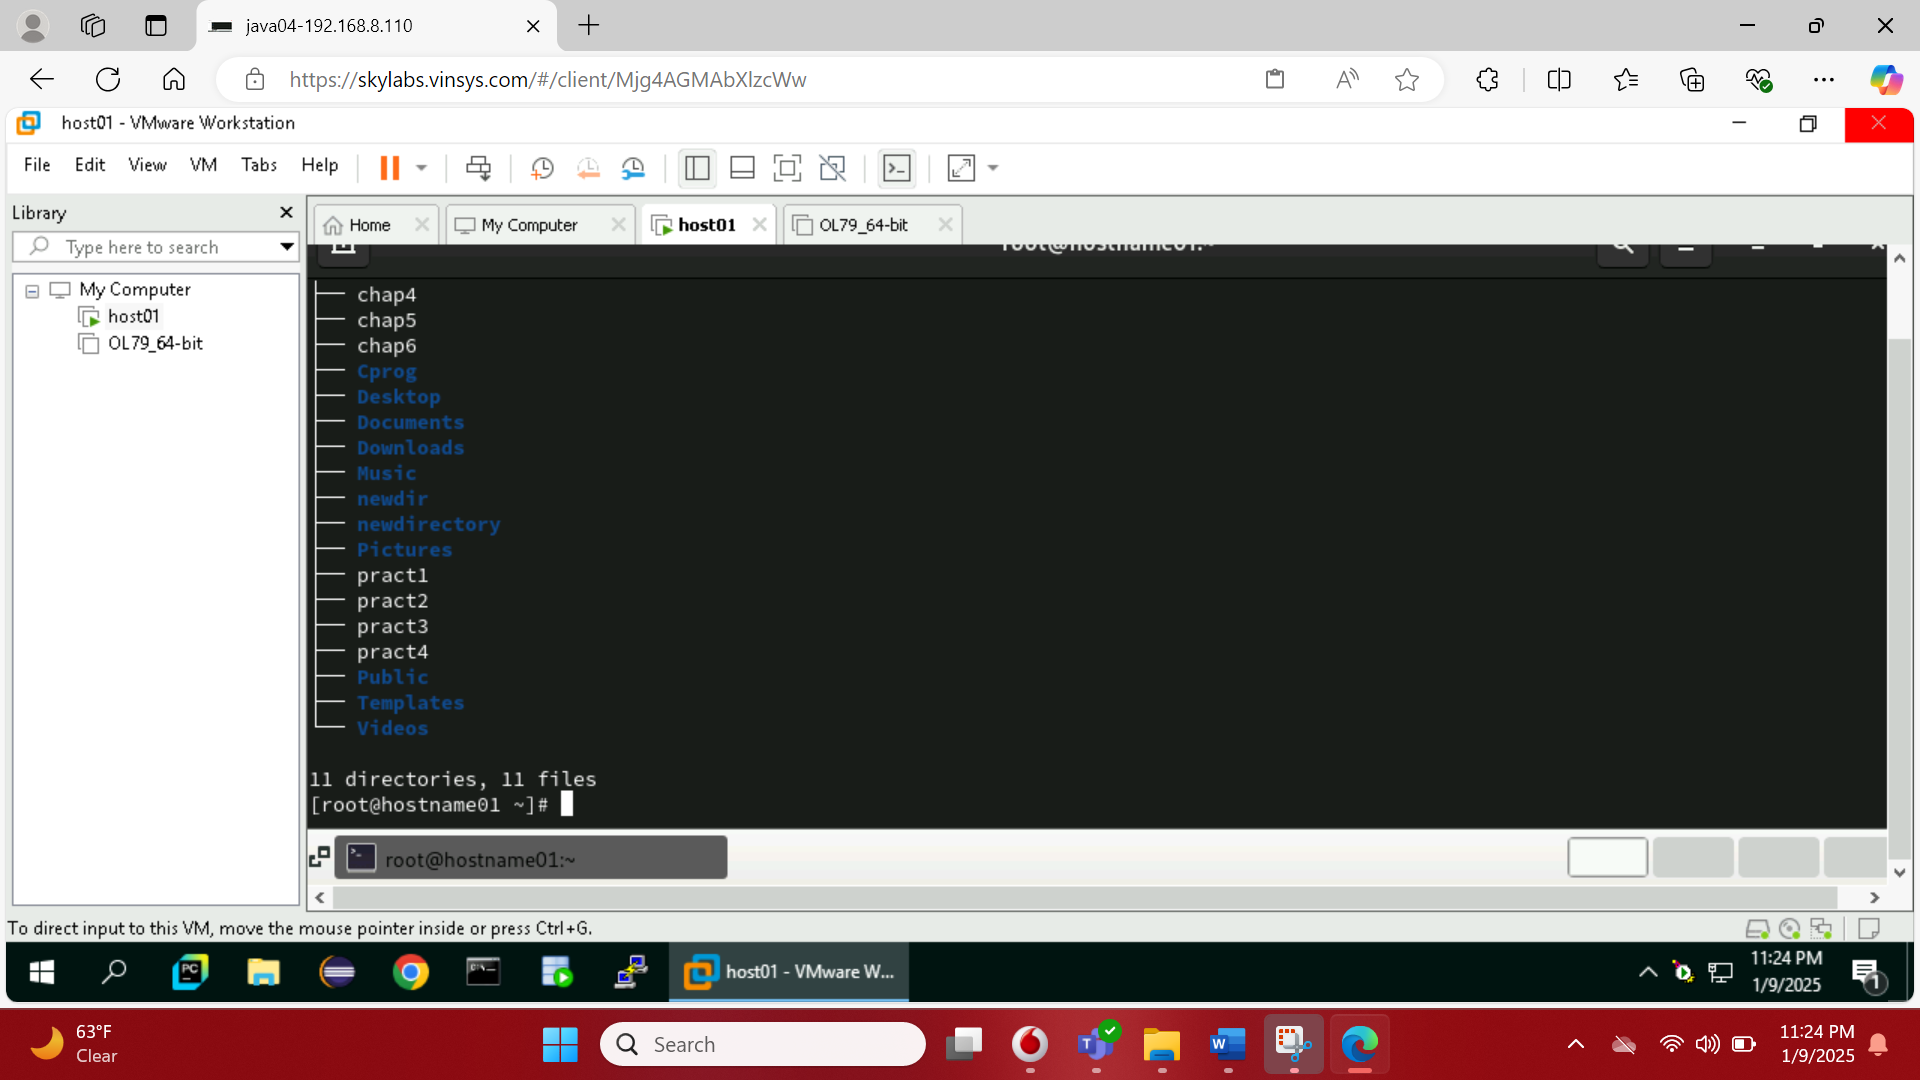 java04-192.168.8.110
https://skylabs.vinsys.com/#/client/Mjg4AGMAbXlzcWw
host01 - VMware Workstation
File Edit View VM Tabs Help
Library
Type here to search
My Computer
host01
OL79_64-bit
Home
My Computer
host01
OL79_64-bit
root@hostname01:~
├── chap4
├── chap5
├── chap6
├── Cprog
├── Desktop
├── Documents
├── Downloads
├── Music
├── newdir
├── newdirectory
├── Pictures
├── pract1
├── pract2
├── pract3
├── pract4
├── Public
├── Templates
└── Videos
11 directories, 11 files
[root@hostname01 ~]#
root@hostname01:~
To direct input to this VM, move the mouse pointer inside or press Ctrl+G.
host01 - VMware W...
11:24 PM
1/9/2025
1
63°F
Clear
Search
11:24 PM
1/9/2025